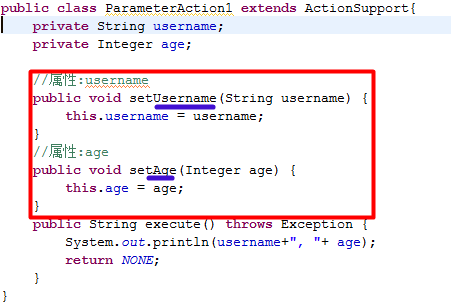 public class ParameterAction1 extends ActionSupport{
    private String username;
    private Integer age;
    //属性:username
    public void setUsername(String username) {
        this.username = username;
    }
    //属性:age
    public void setAge(Integer age) {
        this.age = age;
    }
    public String execute() throws Exception {
        System.out.println(username+", "+ age);
        return NONE;
    }
}